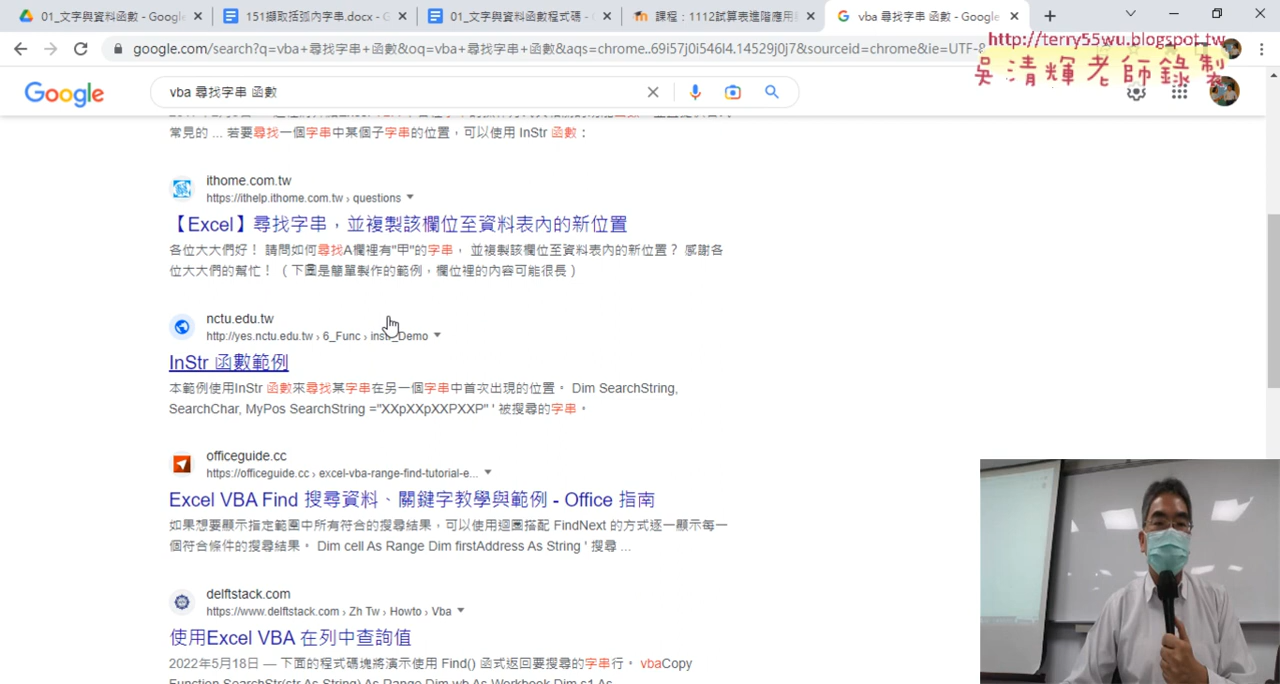 01_文字與資料函數 - Google
151擷取括弧內字串.docx - G
01_文字與資料函數程式碼 -
課程：1112試算表進階應用
vba 尋找字串 函數 - Google
google.com/search?q=vba+尋找字串+函數&oq=vba+尋找字串+函數&aqs=chrome..69i57j0i546l4.14529j0j7&sourceid=chrome&ie=UTF-8
http://terry55wu.blogspot.tw
吳清輝老師錄製
Google
vba 尋找字串 函數
常見的 ... 若要尋找一個字串中某個子字串的位置，可以使用 InStr 函數：
ithome.com.tw
https://ithelp.ithome.com.tw › questions
【Excel】尋找字串，並複製該欄位至資料表內的新位置
各位大大們好！ 請問如何尋找A欄裡有"甲"的字串， 並複製該欄位至資料表內的新位置？ 感謝各
位大大們的幫忙！ （下圖是簡單製作的範例，欄位裡的內容可能很長）
nctu.edu.tw
http://yes.nctu.edu.tw › 6_Func › instr_Demo
InStr 函數範例
本範例使用InStr 函數來尋找某字串在另一個字串中首次出現的位置。 Dim SearchString,
SearchChar, MyPos SearchString ="XXpXXpXXPXXP" ' 被搜尋的字串。
officeguide.cc
https://officeguide.cc › excel-vba-range-find-tutorial-e...
Excel VBA Find 搜尋資料、關鍵字教學與範例 - Office 指南
如果想要顯示指定範圍中所有符合的搜尋結果，可以使用迴圈搭配 FindNext 的方式逐一顯示每一
個符合條件的搜尋結果。 Dim cell As Range Dim firstAddress As String ' 搜尋 ...
delftstack.com
https://www.delftstack.com › Zh Tw › Howto › Vba
使用Excel VBA 在列中查詢值
2022年5月18日 — 下面的程式碼塊將演示使用 Find() 函式返回要搜尋的字串行。 vbaCopy
Function SearchStr(str As String) As Range Dim wb As Workbook Dim s1 As